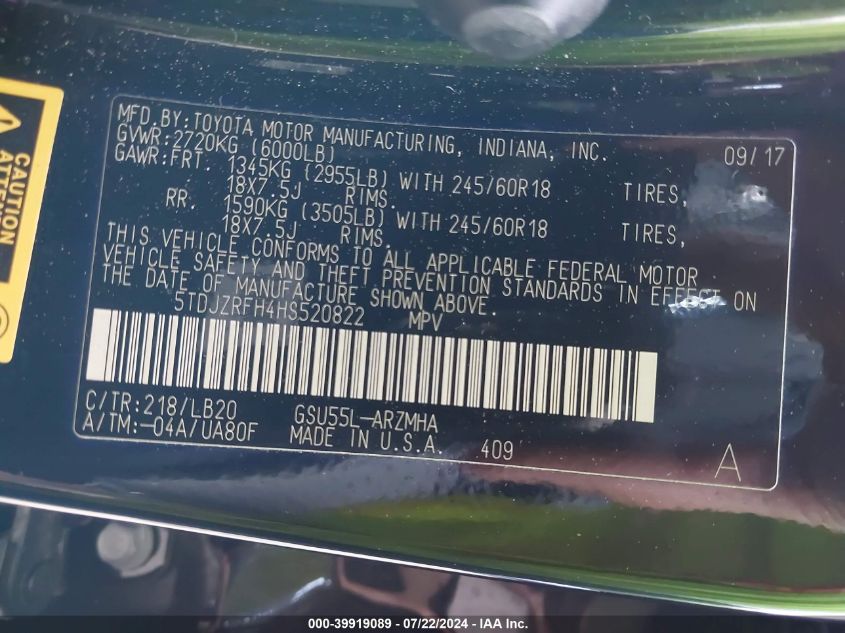 CAUTION
ATTEN
MFD.BY:TOYOTA MOTOR MANUFACTURING, INDIANA, INC. 09/17
GVWR:2720KG (6000LB)
GAWR:FRT. 1345KG (2955LB) WITH 245/60R18 TIRES,
18X7.5J RIMS.
RR. 1590KG (3505LB) WITH 245/60R18 TIRES,
18X7.5J RIMS.
THIS VEHICLE CONFORMS TO ALL APPLICABLE FEDERAL MOTOR
VEHICLE SAFETY AND THEFT PREVENTION STANDARDS IN EFFECT ON
THE DATE OF MANUFACTURE SHOWN ABOVE.
5TDJZRFH4HS520822 MPV
C/TR:218/LB20 GSU55L-ARZMHA
A/TM:-04A/UA80F MADE IN U.S.A. 409
A
000-39919089 - 07/22/2024 - IAA Inc.